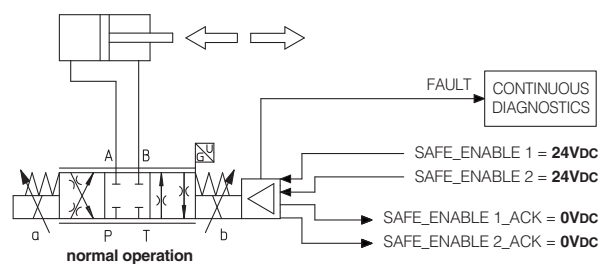 FAULT
CONTINUOUS
DIAGNOSTICS
A B
G U
SAFE_ENABLE 1 = 24VDC
SAFE_ENABLE 2 = 24VDC
SAFE_ENABLE 1_ACK = 0VDC
SAFE_ENABLE 2_ACK = 0VDC
a P T b
normal operation